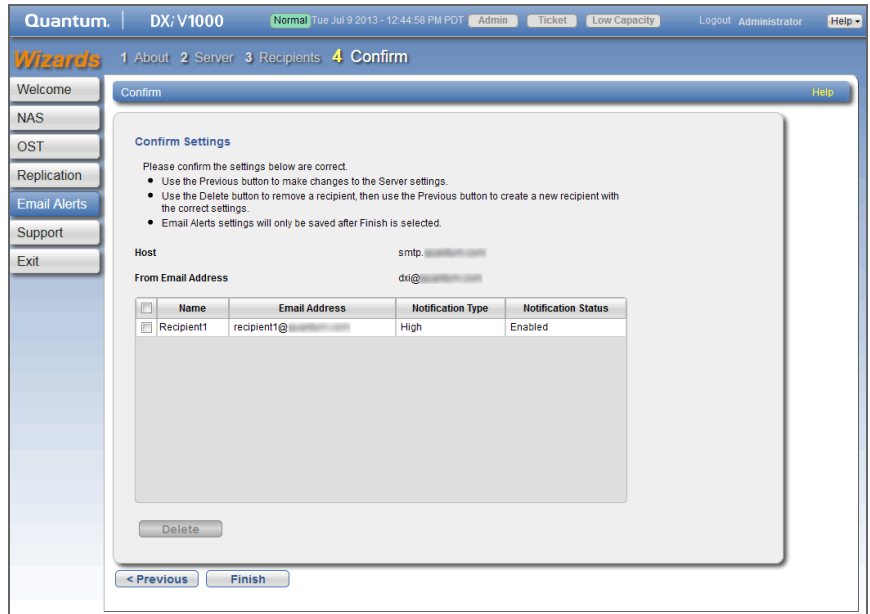 Quantum. DXi V1000 Normal Tue Jul 9 2013 - 12:44:58 PM PDT Admin Ticket Low Capacity Logout Administrator Help
Wizards 1 About 2 Server 3 Recipients 4 Confirm
Welcome
NAS
OST
Replication
Email Alerts
Support
Exit
Confirm Help
Confirm Settings
Please confirm the settings below are correct.
• Use the Previous button to make changes to the Server settings.
• Use the Delete button to remove a recipient, then use the Previous button to create a new recipient with
the correct settings.
• Email Alerts settings will only be saved after Finish is selected.
Host smtp.
From Email Address dxi@
Name Email Address Notification Type Notification Status
Recipient1 recipient1@ High Enabled
Delete
< Previous Finish